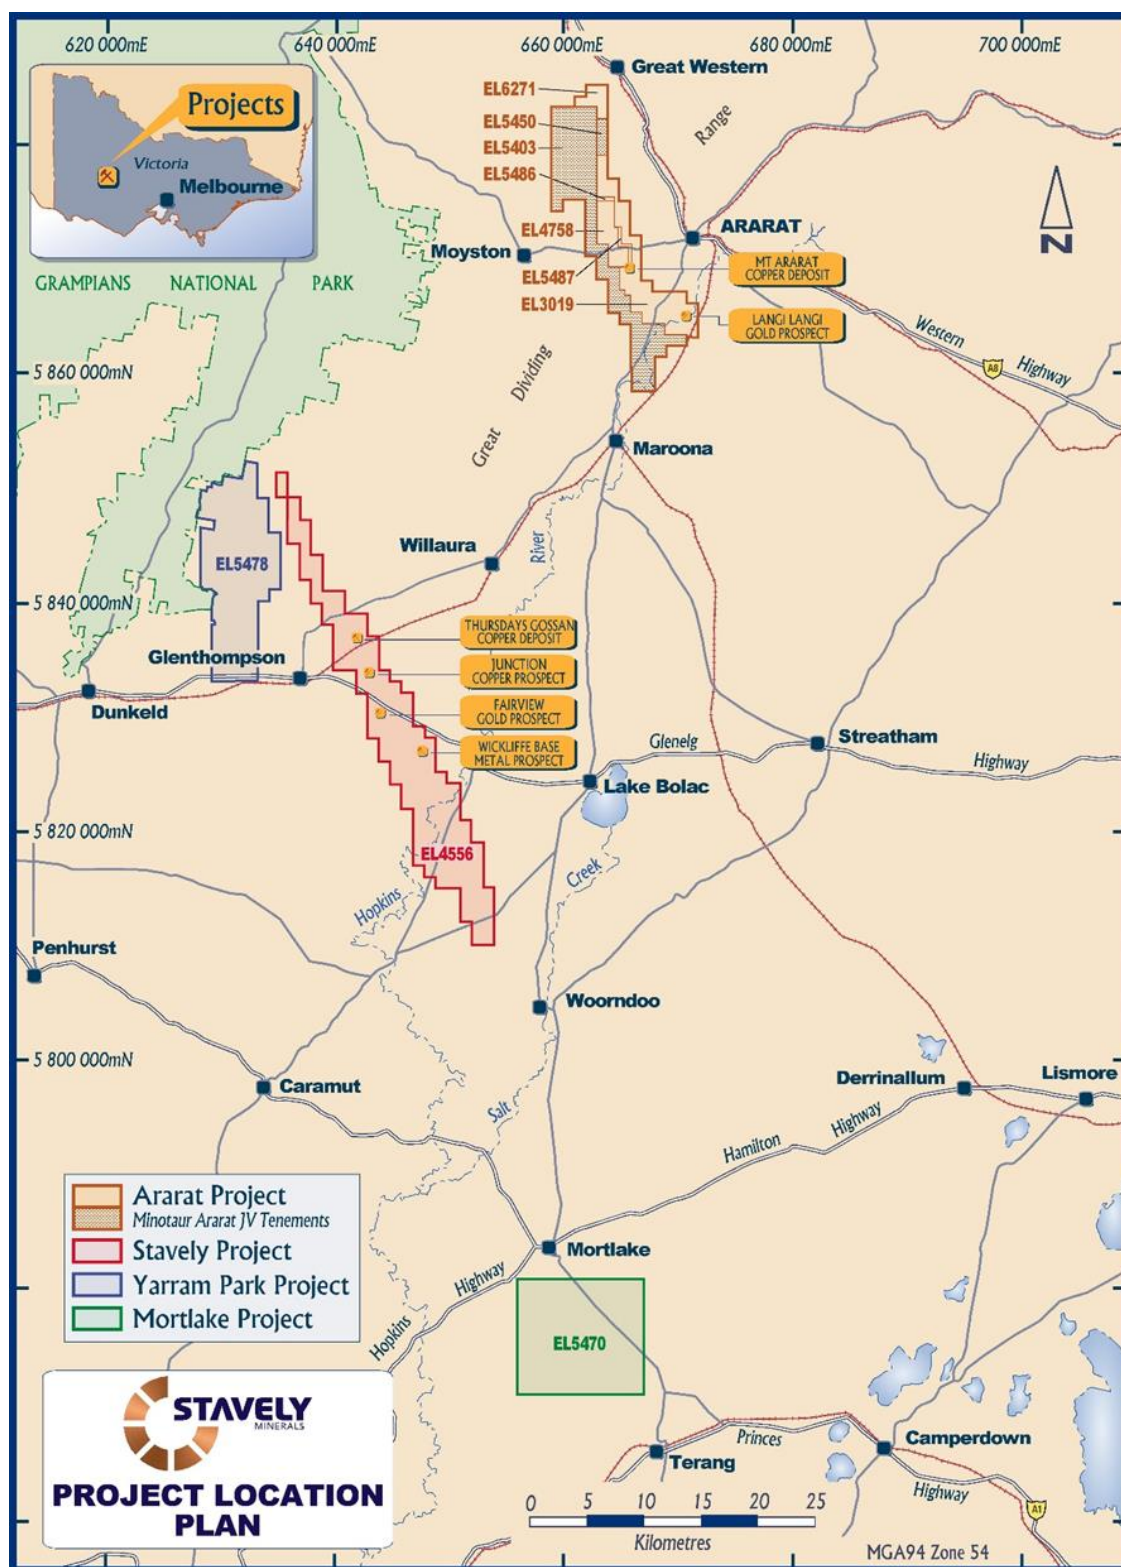 620 000mE
640 000mE
660 000mE
680 000mE
700 000mE
Projects
Victoria
Melbourne
GRAMPIANS NATIONAL PARK
Great Western
EL6271
EL5450
EL5403
EL5486
EL4758
EL5487
EL3019
Range
Dividing
Great
N
ARARAT
Moyston
MT ARARAT
COPPER DEPOSIT
LANGI LANGI
GOLD PROSPECT
Western
Highway
A8
5 860 000mN
Maroona
Willaura
River
EL5478
5 840 000mN
THURSDAYS GOSSAN
COPPER DEPOSIT
JUNCTION
COPPER PROSPECT
FAIRVIEW
GOLD PROSPECT
WICKLIFFE BASE
METAL PROSPECT
Glenthompson
Dunkeld
Glenelg
Highway
Streatham
Lake Bolac
5 820 000mN
EL4556
Hopkins
Creek
Penhurst
Woorndoo
5 800 000mN
Caramut
Salt
Derrinallum
Lismore
Hamilton
Highway
Mortlake
Hopkins
Highway
EL5470
Ararat Project
Minotaur Ararat JV Tenements
Stavely Project
Yarram Park Project
Mortlake Project
STAVELY
MINERALS
PROJECT LOCATION
PLAN
Terang
Princes
Camperdown
Highway
A1
0 5 10 15 20 25
Kilometres
MGA94 Zone 54